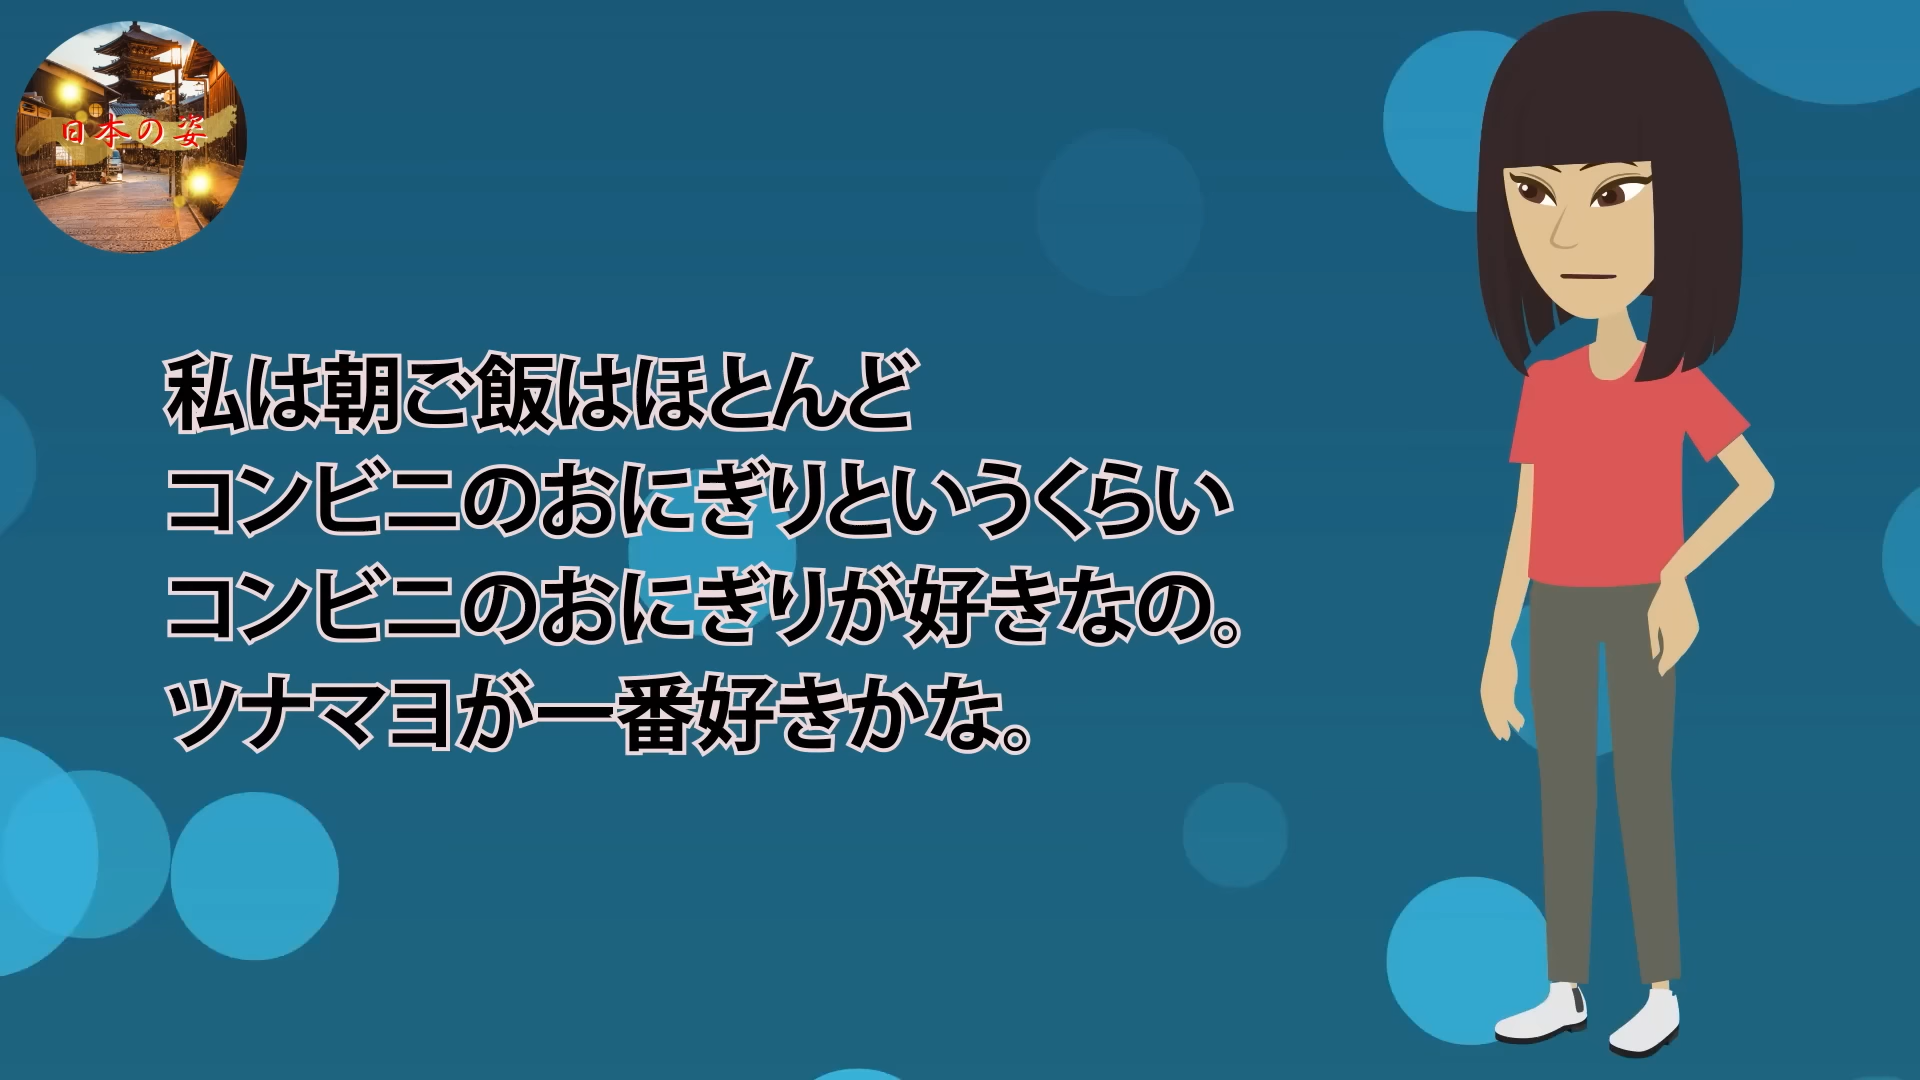 日本の姿
私は朝ご飯はほとんど
コンビニのおにぎりというくらい
コンビニのおにぎりが好きなの。
ツナマヨが一番好きかな。